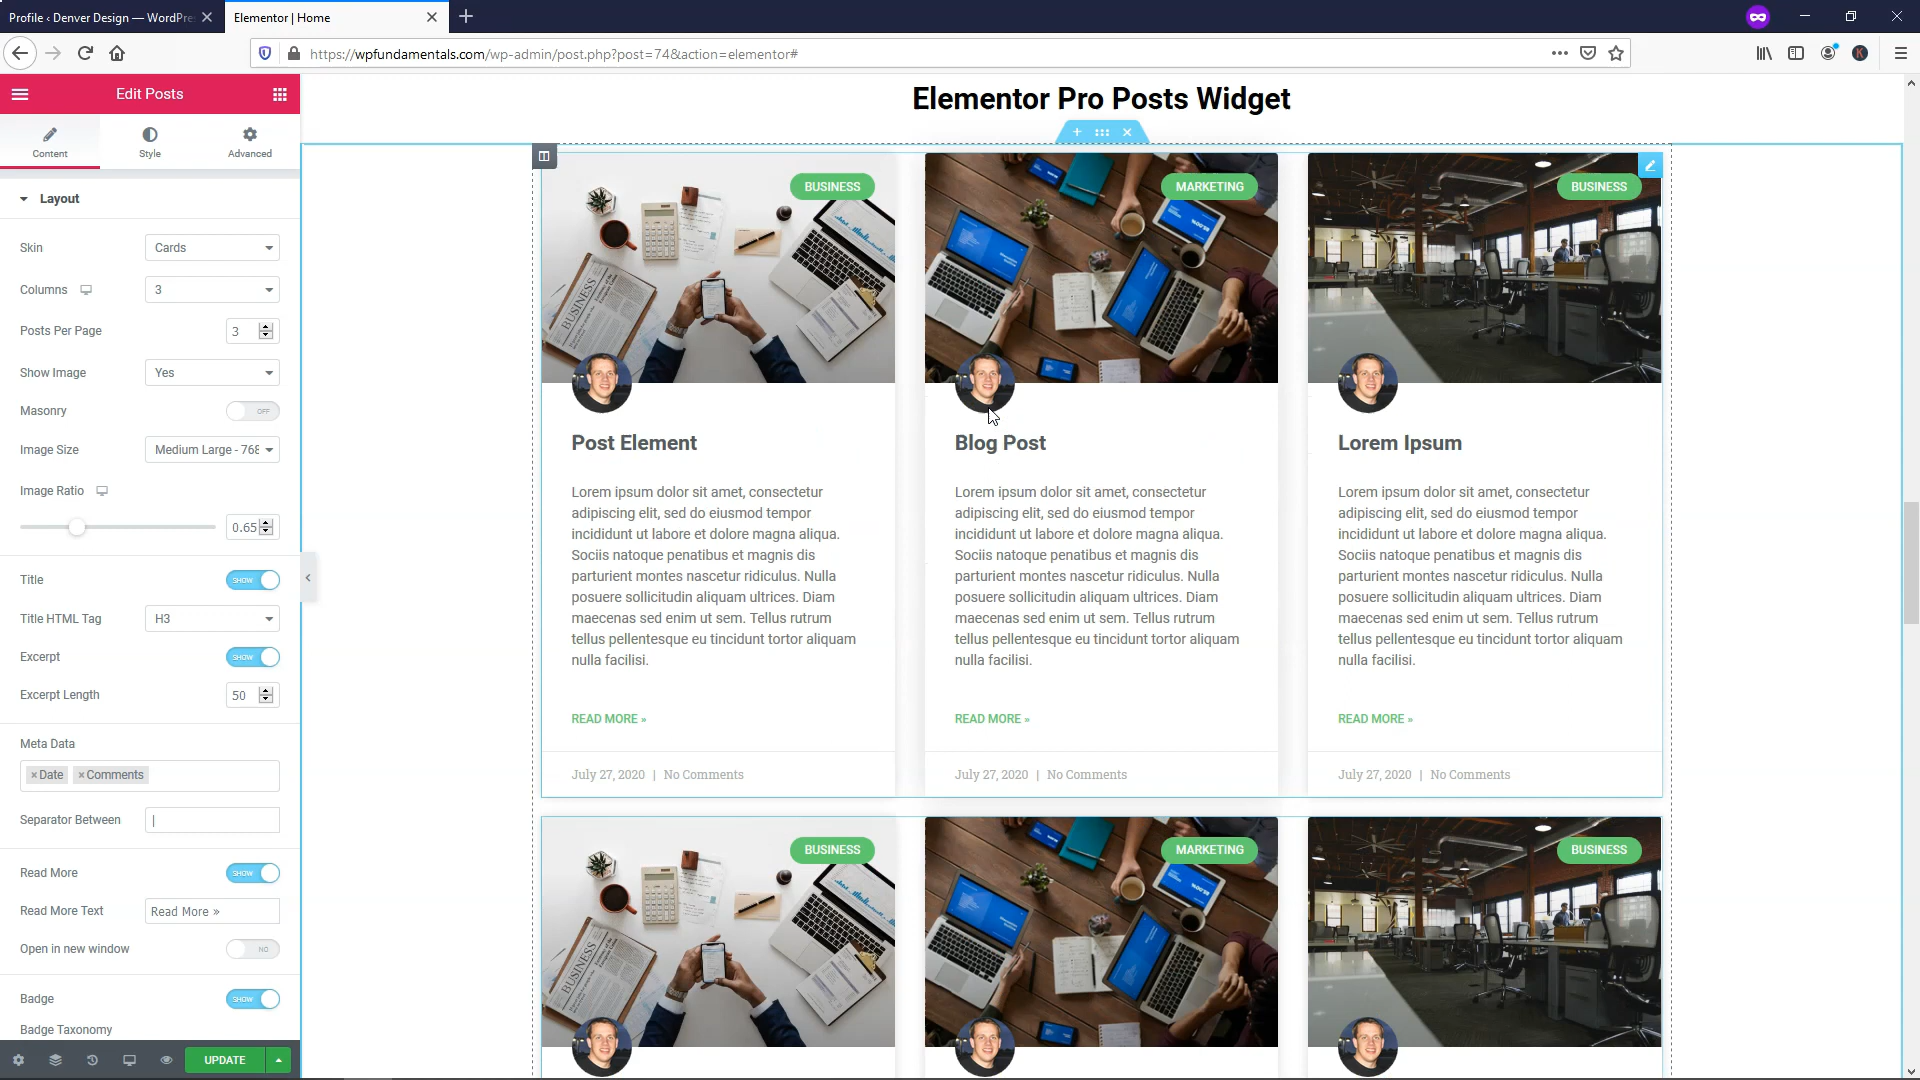 Profile ‹ Denver Design — WordPre
Elementor | Home
https://wpfundamentals.com/wp-admin/post.php?post=74&action=elementor#
K
Edit Posts
Content
Style
Advanced
Layout
Skin
Cards
Columns
3
Posts Per Page
3
Show Image
Yes
Masonry
OFF
Image Size
Medium Large - 768
Image Ratio
0.65
Title
SHOW
Title HTML Tag
H3
Excerpt
SHOW
Excerpt Length
50
Meta Data
×Date ×Comments
Separator Between
|
Read More
SHOW
Read More Text
Read More »
Open in new window
NO
Badge
SHOW
Badge Taxonomy
UPDATE
Elementor Pro Posts Widget
BUSINESS
BUSINESS
Post Element
Lorem ipsum dolor sit amet, consectetur
adipiscing elit, sed do eiusmod tempor
incididunt ut labore et dolore magna aliqua.
Sociis natoque penatibus et magnis dis
parturient montes nascetur ridiculus. Nulla
posuere sollicitudin aliquam ultrices. Diam
maecenas sed enim ut sem. Tellus rutrum
tellus pellentesque eu tincidunt tortor aliquam
nulla facilisi.
READ MORE »
July 27, 2020 | No Comments
MARKETING
Blog Post
Lorem ipsum dolor sit amet, consectetur
adipiscing elit, sed do eiusmod tempor
incididunt ut labore et dolore magna aliqua.
Sociis natoque penatibus et magnis dis
parturient montes nascetur ridiculus. Nulla
posuere sollicitudin aliquam ultrices. Diam
maecenas sed enim ut sem. Tellus rutrum
tellus pellentesque eu tincidunt tortor aliquam
nulla facilisi.
READ MORE »
July 27, 2020 | No Comments
BUSINESS
Lorem Ipsum
Lorem ipsum dolor sit amet, consectetur
adipiscing elit, sed do eiusmod tempor
incididunt ut labore et dolore magna aliqua.
Sociis natoque penatibus et magnis dis
parturient montes nascetur ridiculus. Nulla
posuere sollicitudin aliquam ultrices. Diam
maecenas sed enim ut sem. Tellus rutrum
tellus pellentesque eu tincidunt tortor aliquam
nulla facilisi.
READ MORE »
July 27, 2020 | No Comments
BUSINESS
BUSINESS
MARKETING
BUSINESS